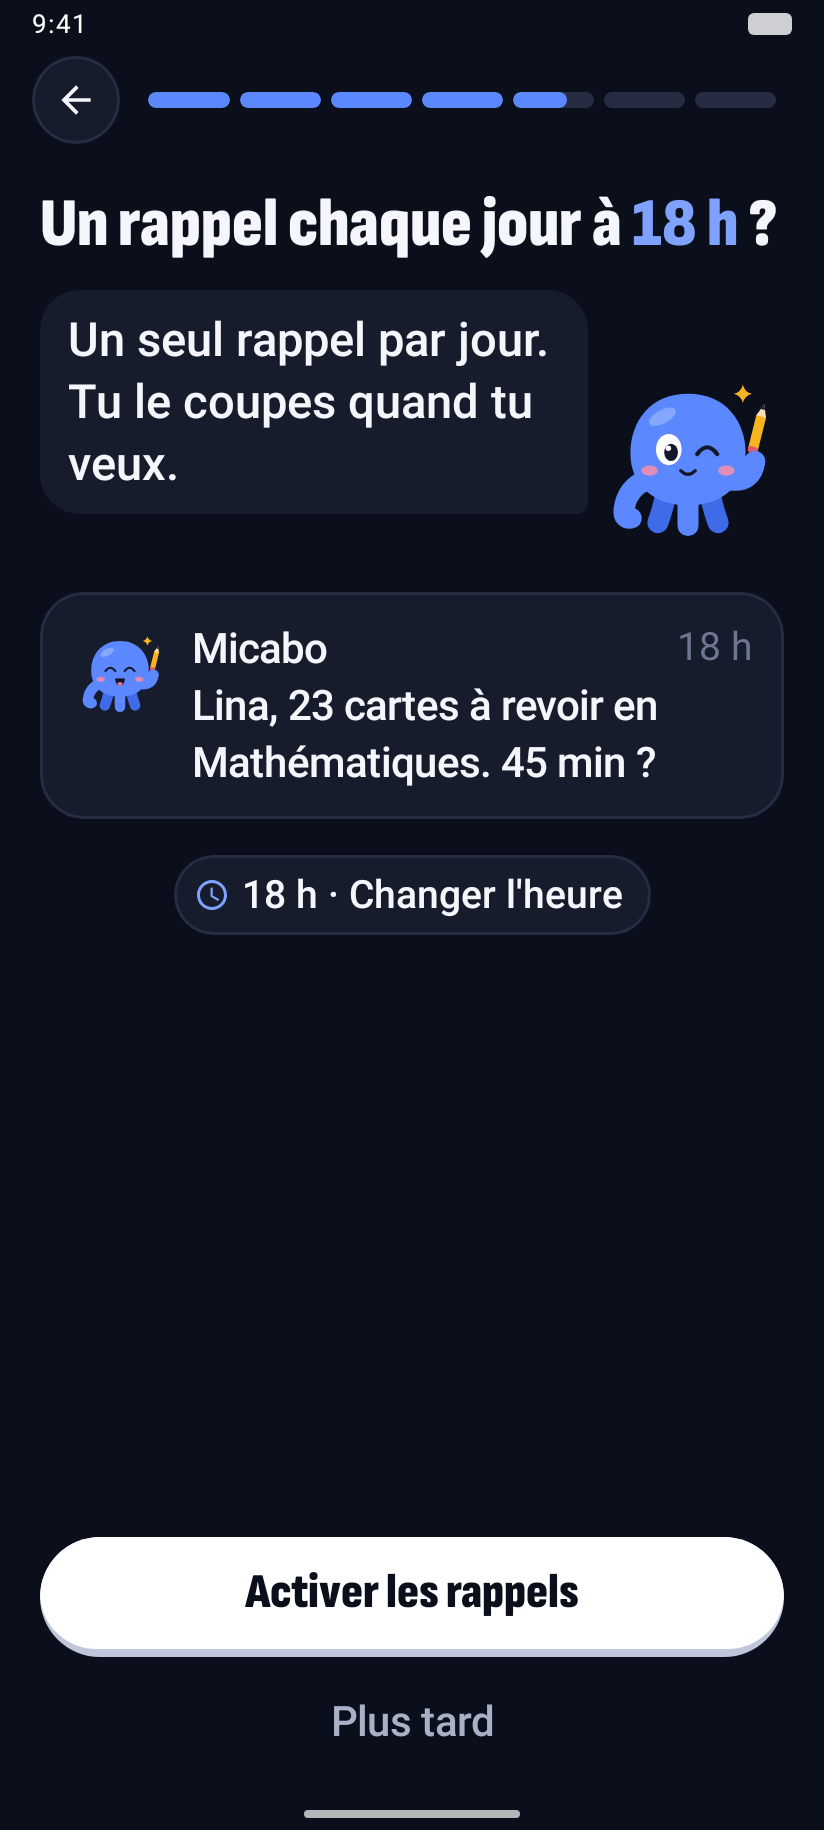 9:41
Un rappel chaque jour à 18 h ?
Un seul rappel par jour.
Tu le coupes quand tu
veux.
Micabo
18 h
Lina, 23 cartes à revoir en
Mathématiques. 45 min ?
18 h · Changer l'heure
Activer les rappels
Plus tard